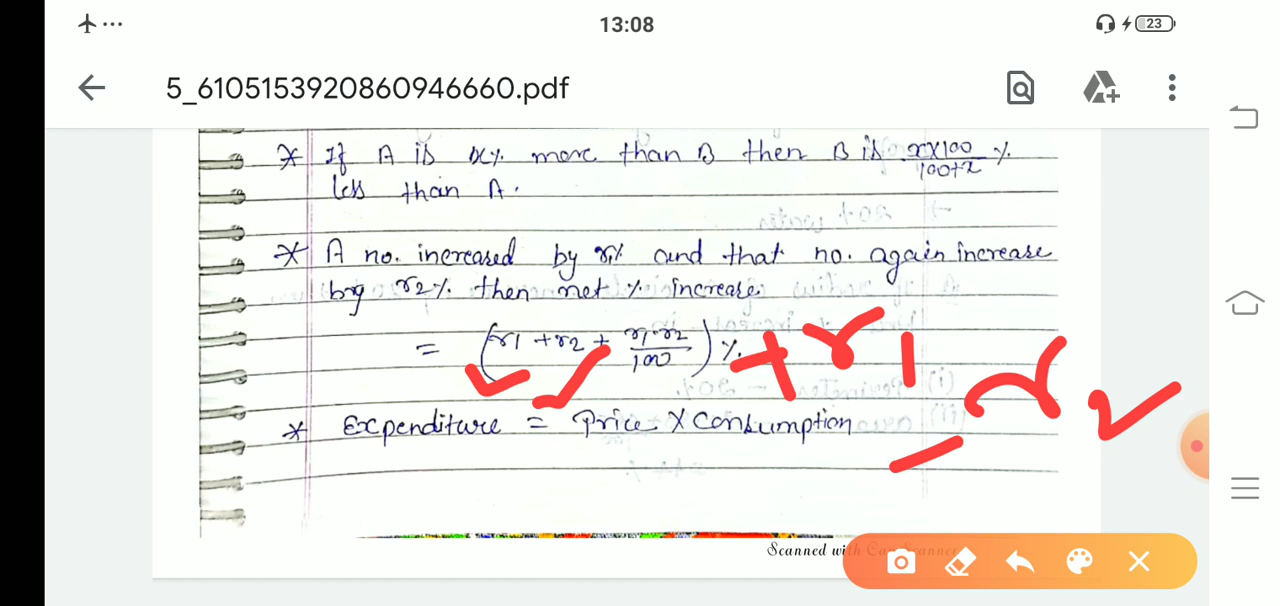 13:08
23
5_6105153920860946660.pdf
* If A is x% more than B then B is x×100/100+x %
less than A.
* A no. increased by r1% and that no. again increase
by r2% then net % increase
= (r1 + r2 + r1·r2/100) %.
+ r1
- r2
* Expenditure = Price × Consumption
Scanned with CamScanner